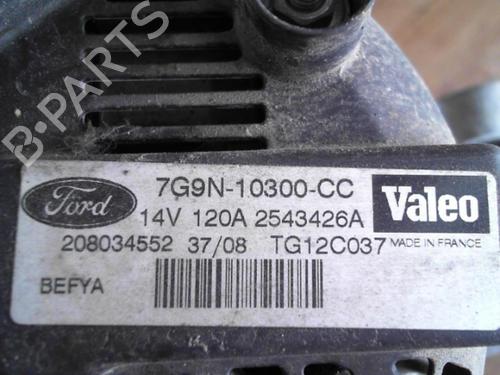 B-PARTS
Ford
7G9N-10300-CC
14V 120A 2543426A
Valeo
208034552 37/08 TG12C037
MADE IN FRANCE
BEFYA